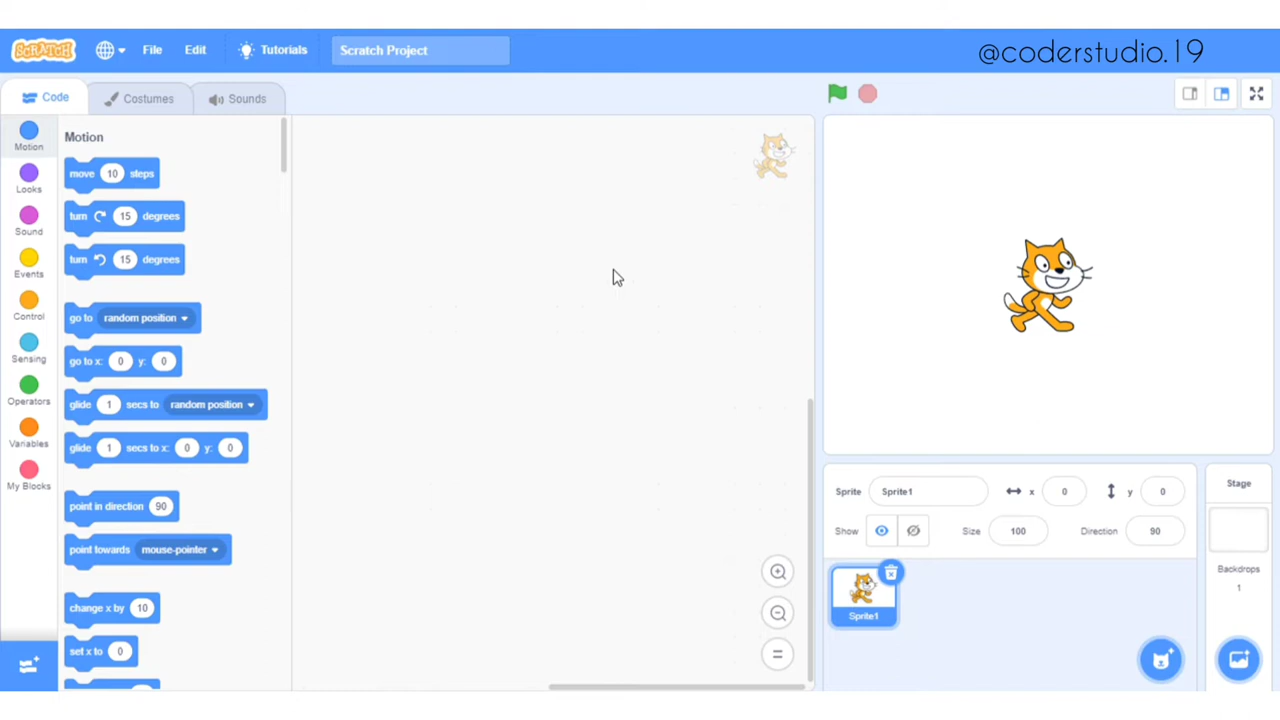 SCRATCH File Edit Tutorials Scratch Project @coderstudio.19
Code Costumes Sounds
Motion
Looks
Sound
Events
Control
Sensing
Operators
Variables
My Blocks
Motion
move 10 steps
turn 15 degrees
turn 15 degrees
go to random position
go to x: 0 y: 0
glide 1 secs to random position
glide 1 secs to x: 0 y: 0
point in direction 90
point towards mouse-pointer
change x by 10
set x to 0
Sprite Sprite1 x 0 y 0
Show Size 100 Direction 90
Sprite1
Stage
Backdrops
1